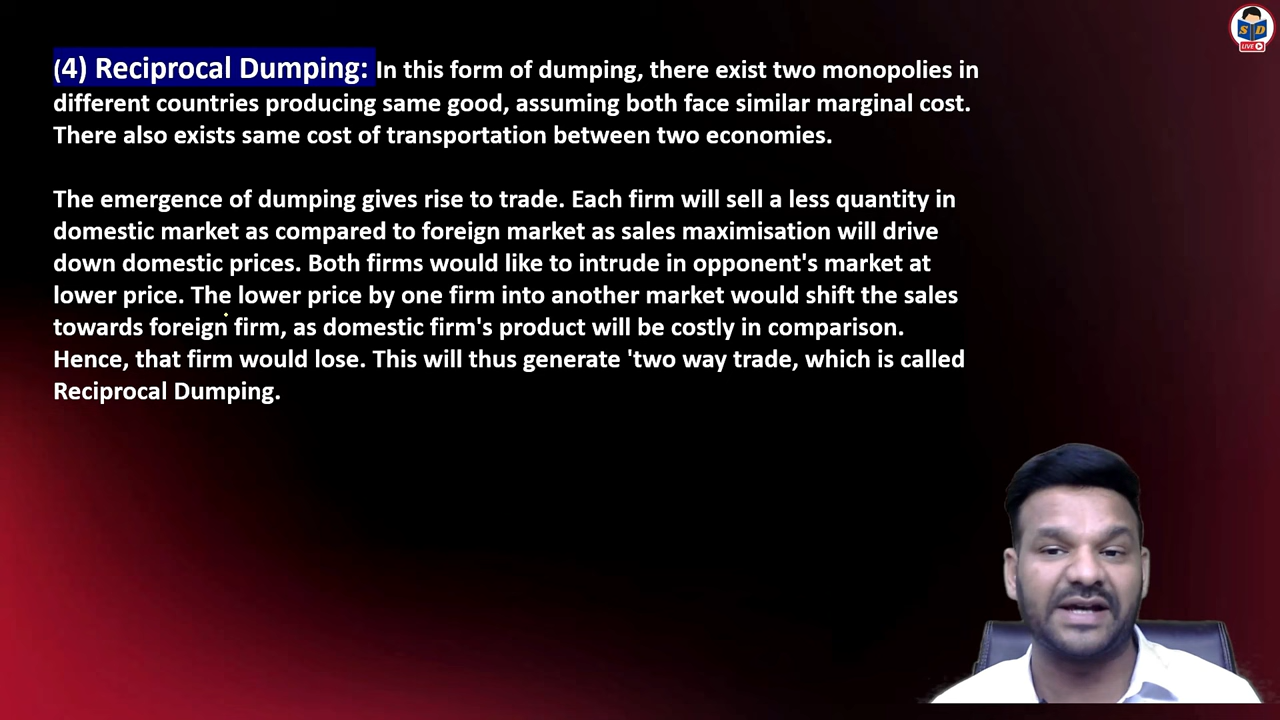 (4) Reciprocal Dumping: In this form of dumping, there exist two monopolies in
different countries producing same good, assuming both face similar marginal cost.
There also exists same cost of transportation between two economies.
The emergence of dumping gives rise to trade. Each firm will sell a less quantity in
domestic market as compared to foreign market as sales maximisation will drive
down domestic prices. Both firms would like to intrude in opponent's market at
lower price. The lower price by one firm into another market would shift the sales
towards foreign firm, as domestic firm's product will be costly in comparison.
Hence, that firm would lose. This will thus generate 'two way trade, which is called
Reciprocal Dumping.
S D
LIVE